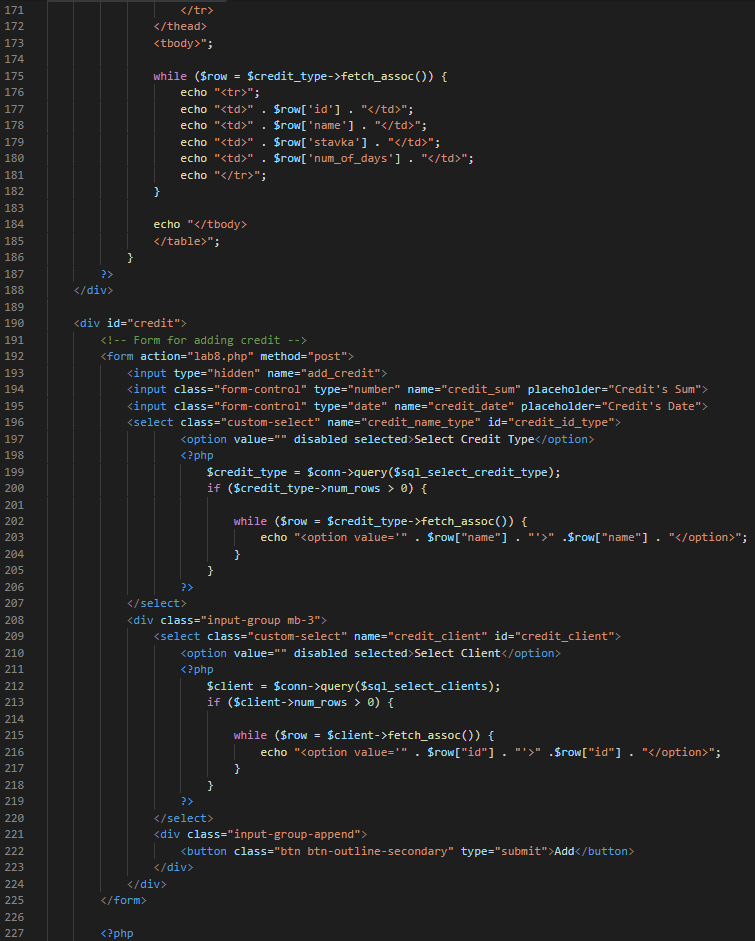 171                     </tr>
172                 </thead>
173                 <tbody>";
174
175                 while ($row = $credit_type->fetch_assoc()) {
176                     echo "<tr>";
177                     echo "<td>" . $row['id'] . "</td>";
178                     echo "<td>" . $row['name'] . "</td>";
179                     echo "<td>" . $row['stavka'] . "</td>";
180                     echo "<td>" . $row['num_of_days'] . "</td>";
181                     echo "</tr>";
182                 }
183
184                 echo "</tbody>
185                 </table>";
186             }
187         ?>
188     </div>
189
190     <div id="credit">
191         <!-- Form for adding credit -->
192         <form action="lab8.php" method="post">
193             <input type="hidden" name="add_credit">
194             <input class="form-control" type="number" name="credit_sum" placeholder="Credit's Sum">
195             <input class="form-control" type="date" name="credit_date" placeholder="Credit's Date">
196             <select class="custom-select" name="credit_name_type" id="credit_id_type">
197                     <option value="" disabled selected>Select Credit Type</option>
198                     <?php
199                         $credit_type = $conn->query($sql_select_credit_type);
200                         if ($credit_type->num_rows > 0) {
201
202                             while ($row = $credit_type->fetch_assoc()) {
203                                 echo "<option value='" . $row["name"] . "'>" .$row["name"] . "</option>";
204                             }
205                         }
206                     ?>
207             </select>
208             <div class="input-group mb-3">
209                 <select class="custom-select" name="credit_client" id="credit_client">
210                     <option value="" disabled selected>Select Client</option>
211                     <?php
212                         $client = $conn->query($sql_select_clients);
213                         if ($client->num_rows > 0) {
214
215                             while ($row = $client->fetch_assoc()) {
216                                 echo "<option value='" . $row["id"] . "'>" .$row["id"] . "</option>";
217                             }
218                         }
219                     ?>
220                 </select>
221                 <div class="input-group-append">
222                     <button class="btn btn-outline-secondary" type="submit">Add</button>
223                 </div>
224             </div>
225         </form>
226
227         <?php